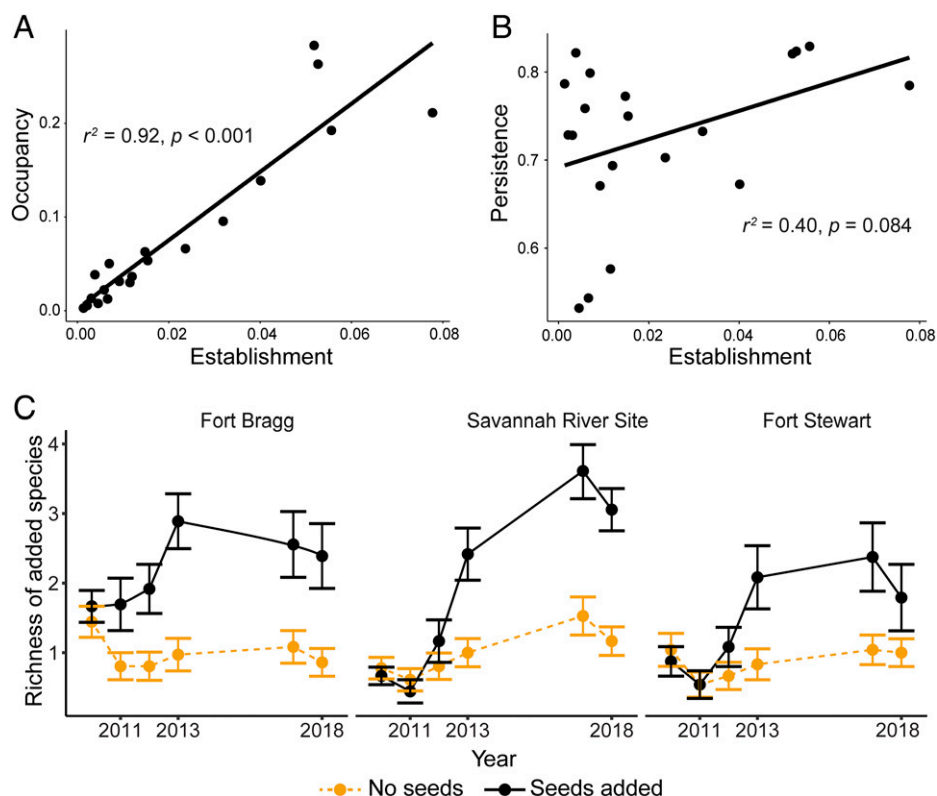 A
Occupancy
0.2
0.1
0.0
r² = 0.92, p < 0.001
0.00 0.02 0.04 0.06 0.08
Establishment
B
Persistence
0.8
0.7
0.6
r² = 0.40, p = 0.084
0.00 0.02 0.04 0.06 0.08
Establishment
C
Fort Bragg Savannah River Site Fort Stewart
Richness of added species
4
3
2
1
2011 2013 2018 2011 2013 2018 2011 2013 2018
Year
No seeds Seeds added